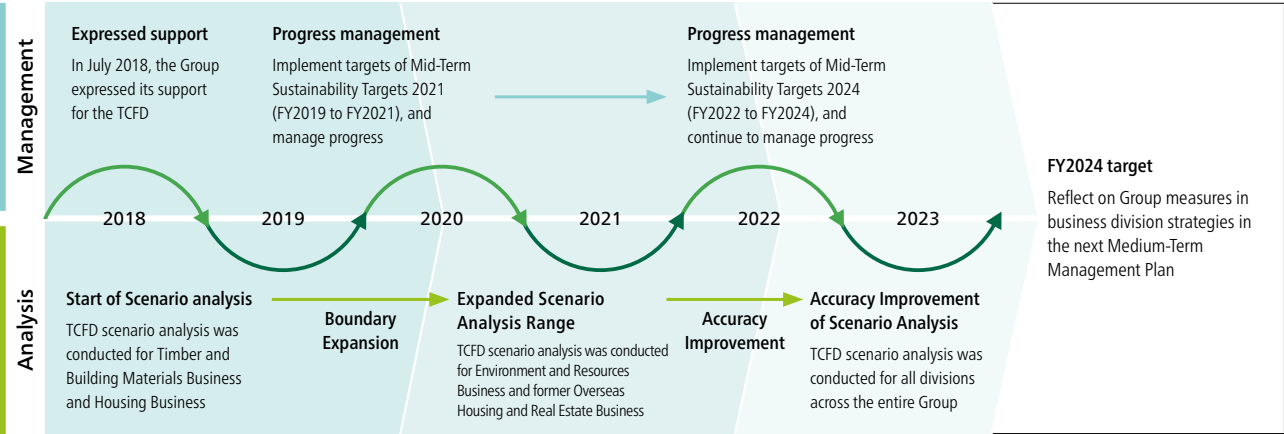 Management
Expressed support
In July 2018, the Group
expressed its support
for the TCFD
Progress management
Implement targets of Mid-Term
Sustainability Targets 2021
(FY2019 to FY2021), and
manage progress
Progress management
Implement targets of Mid-Term
Sustainability Targets 2024
(FY2022 to FY2024), and
continue to manage progress
2018
2019
2020
2021
2022
2023
FY2024 target
Reflect on Group measures in
business division strategies in
the next Medium-Term
Management Plan
Analysis
Start of Scenario analysis
TCFD scenario analysis was
conducted for Timber and
Building Materials Business
and Housing Business
Boundary
Expansion
Expanded Scenario
Analysis Range
TCFD scenario analysis was conducted
for Environment and Resources
Business and former Overseas
Housing and Real Estate Business
Accuracy
Improvement
Accuracy Improvement
of Scenario Analysis
TCFD scenario analysis was
conducted for all divisions
across the entire Group